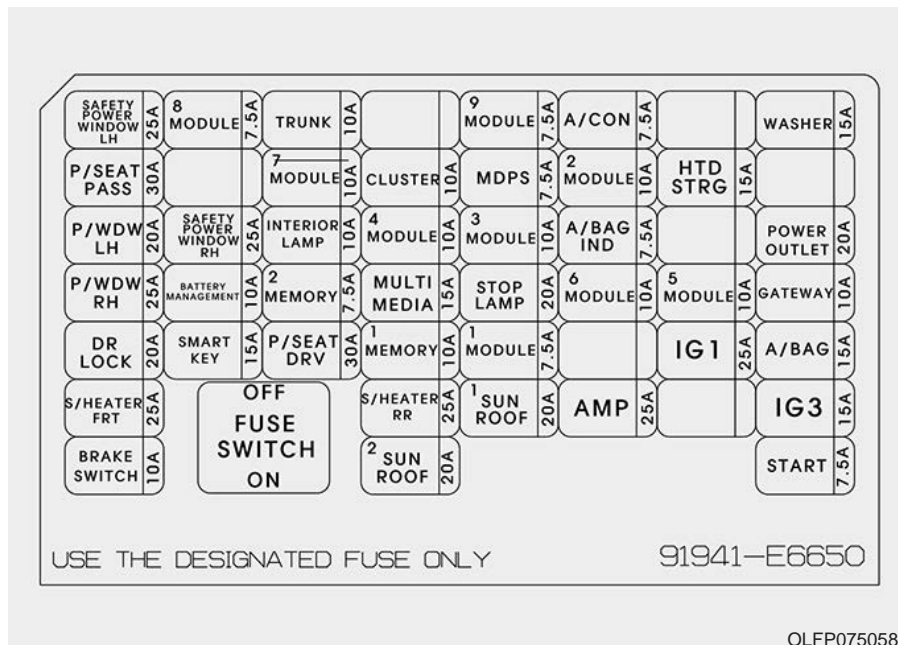 SAFETY POWER WINDOW LH 25A
8 MODULE 7.5A
TRUNK 10A
9 MODULE 7.5A
A/CON 7.5A
WASHER 15A
P/SEAT PASS 30A
7 MODULE 10A
CLUSTER 10A
MDPS 7.5A
2 MODULE 10A
HTD STRG 15A
P/WDW LH 20A
SAFETY POWER WINDOW RH 25A
INTERIOR LAMP 10A
4 MODULE 10A
3 MODULE 10A
A/BAG IND 7.5A
POWER OUTLET 20A
P/WDW RH 25A
BATTERY MANAGEMENT 10A
2 MEMORY 7.5A
MULTI MEDIA 15A
STOP LAMP 20A
6 MODULE 10A
5 MODULE 10A
GATEWAY 10A
DR LOCK 20A
SMART KEY 15A
P/SEAT DRV 30A
1 MEMORY 10A
1 MODULE 7.5A
IG1 25A
A/BAG 15A
S/HEATER FRT 25A
OFF
FUSE
SWITCH
ON
S/HEATER RR 25A
1 SUN ROOF 20A
AMP 25A
IG3 15A
BRAKE SWITCH 10A
2 SUN ROOF 20A
START 7.5A
USE THE DESIGNATED FUSE ONLY 91941-E6650
OLFP075058